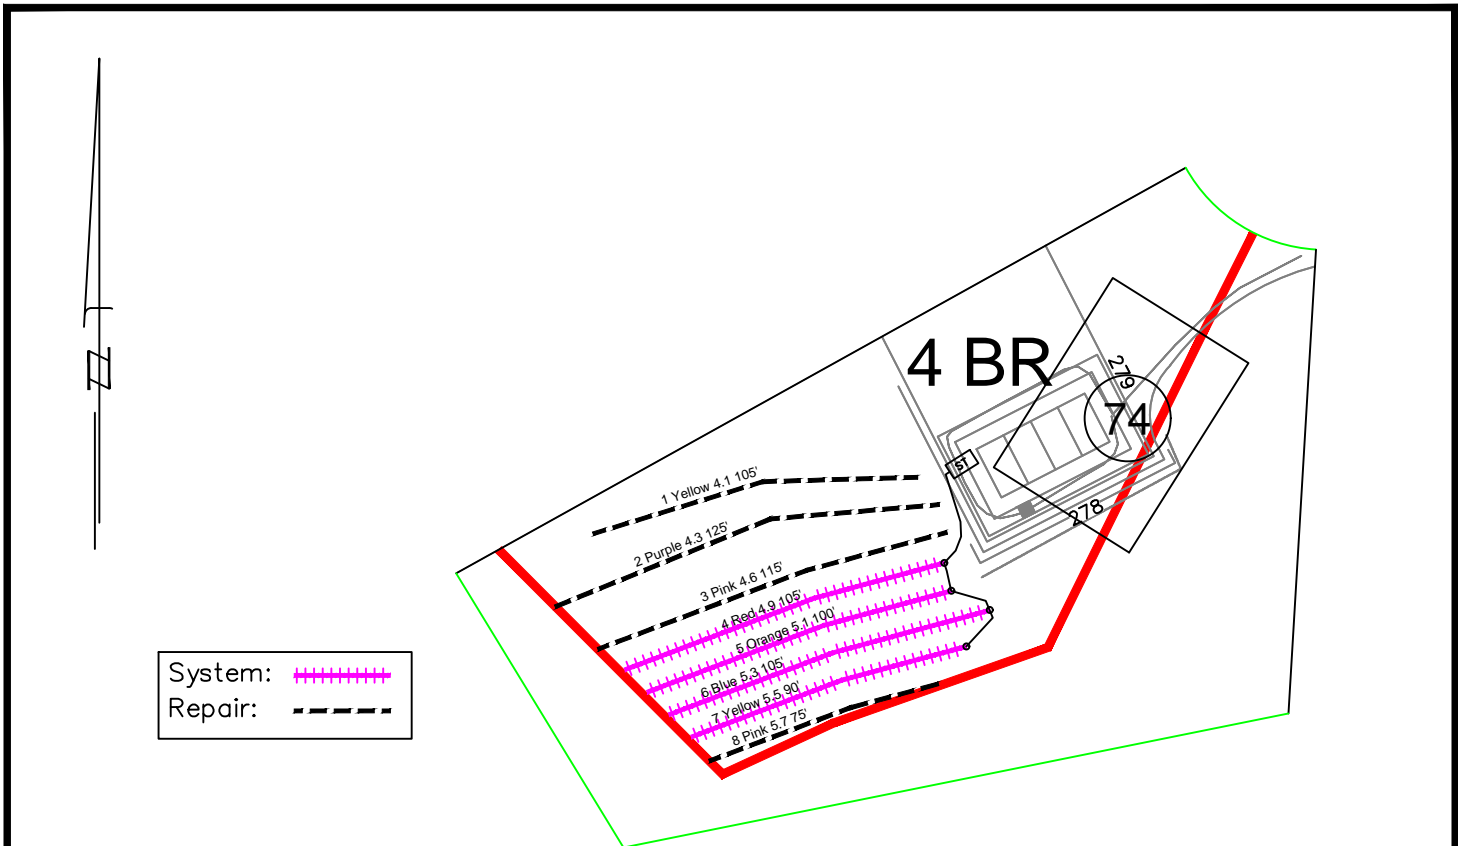 N
4 BR
279
74
ST
1 Yellow 4.1 105'
278
2 Purple 4.3 125'
3 Pink 4.6 115'
4 Red 4.9 105'
5 Orange 5.1 100'
6 Blue 5.3 105'
7 Yellow 5.5 90'
8 Pink 5.7 75'
System:
Repair: